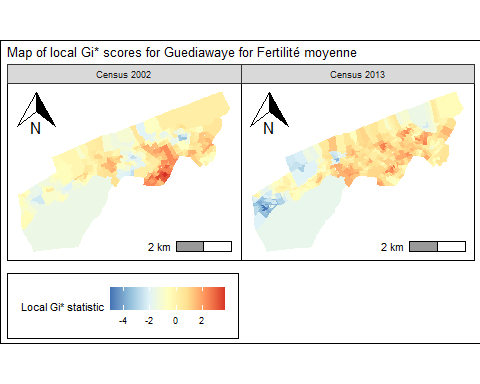 Map of local Gi* scores for Guediawaye for Fertilité moyenne
Census 2002
Census 2013
N
N
2 km
2 km
Local Gi* statistic
-4 -2 0 2